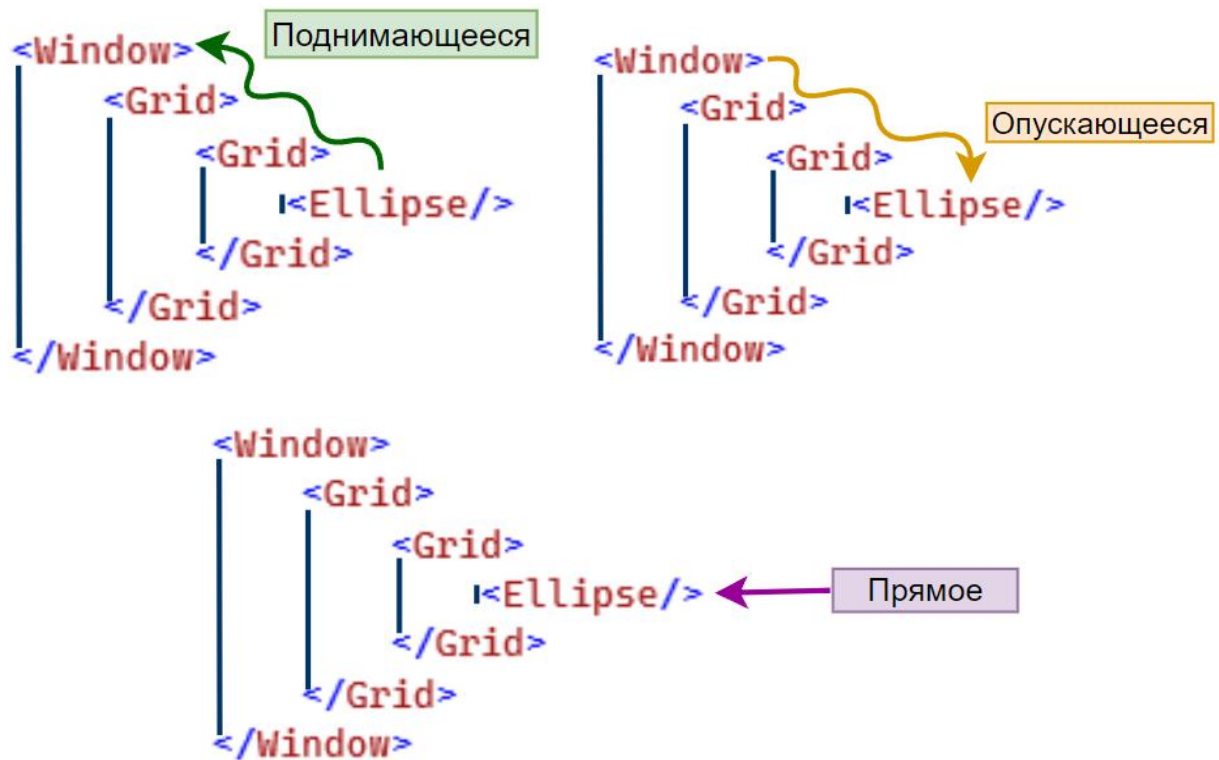 Поднимающееся
<Window>
<Grid>
<Grid>
<Ellipse/>
</Grid>
</Grid>
</Window>
<Window>
<Grid>
Опускающееся
<Grid>
<Ellipse/>
</Grid>
</Grid>
</Window>
<Window>
<Grid>
<Grid>
<Ellipse/>
Прямое
</Grid>
</Grid>
</Window>